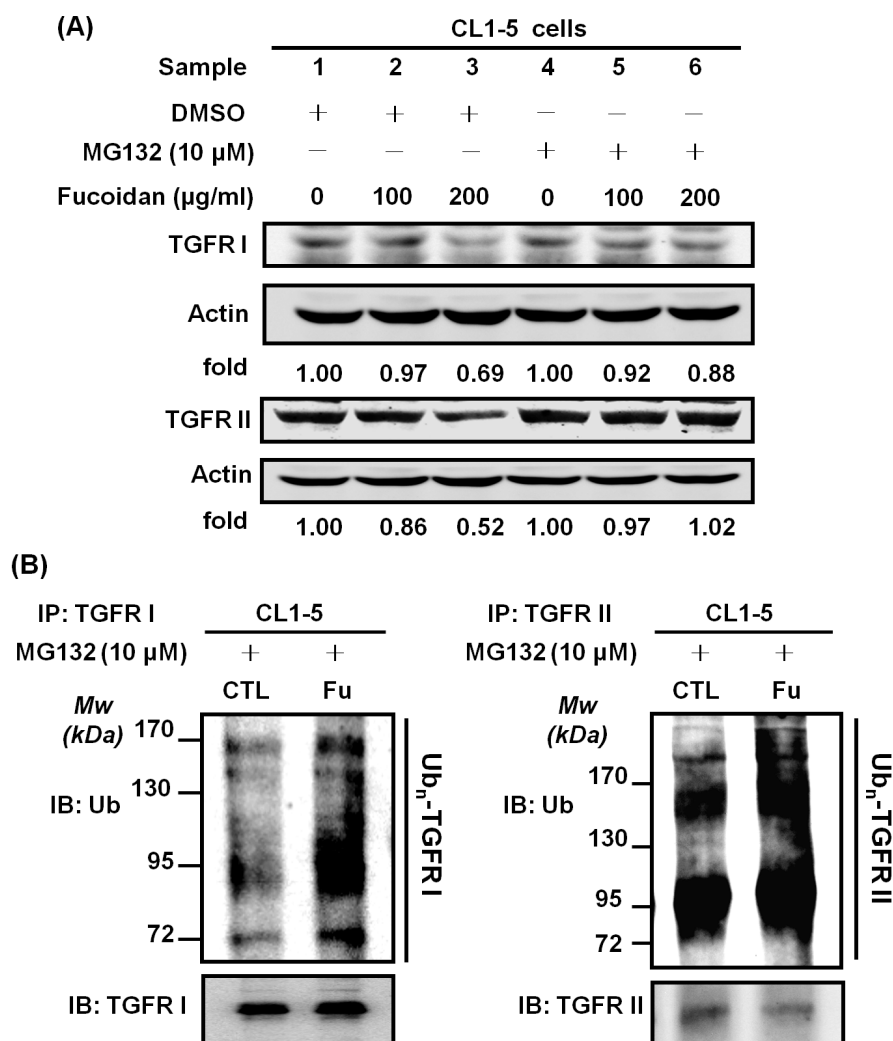 (A)
CL1-5 cells
Sample 1 2 3 4 5 6
DMSO + + + − − −
MG132 (10 µM) − − − + + +
Fucoidan (µg/ml) 0 100 200 0 100 200
TGFR I
Actin
fold 1.00 0.97 0.69 1.00 0.92 0.88
TGFR II
Actin
fold 1.00 0.86 0.52 1.00 0.97 1.02
(B)
IP: TGFR I CL1-5
MG132 (10 µM) + +
Mw (kDa) CTL Fu
170
130
IB: Ub
95
72
Ubn-TGFR I
IB: TGFR I
IP: TGFR II CL1-5
MG132 (10 µM) + +
Mw (kDa) CTL Fu
170
IB: Ub
130
95
72
Ubn-TGFR II
IB: TGFR II